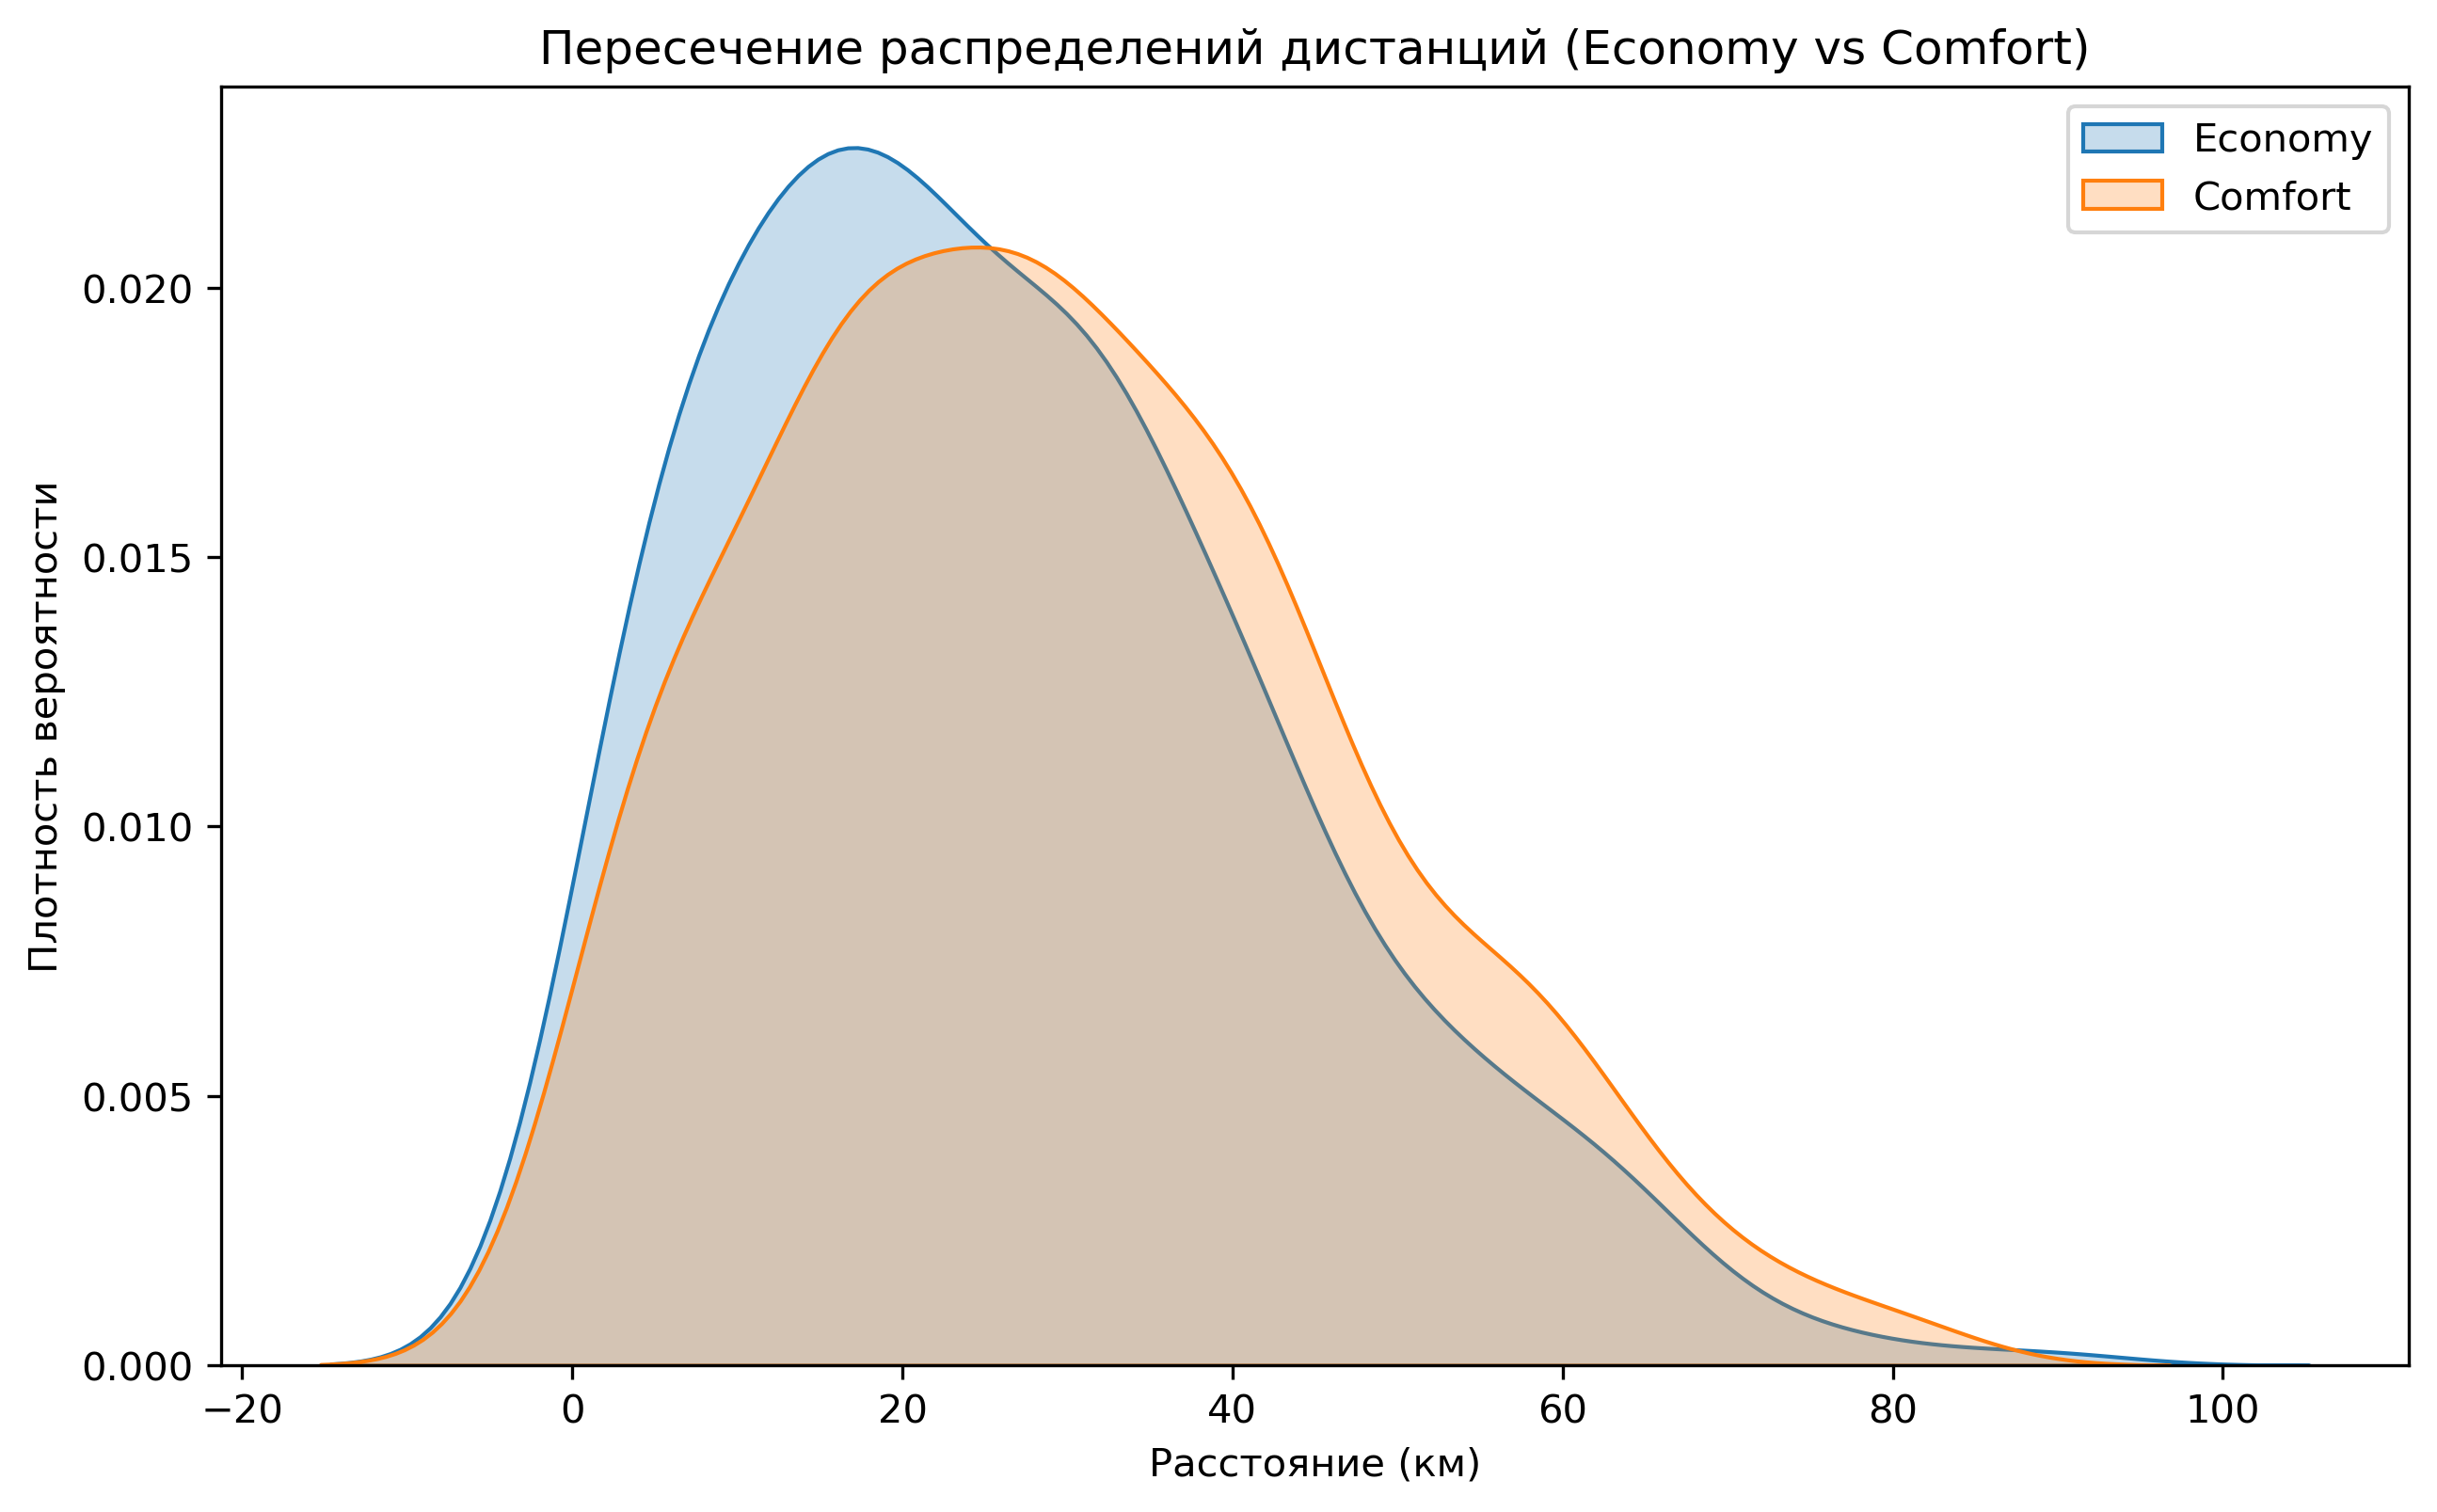 Пересечение распределений дистанций (Economy vs Comfort)
Economy
Comfort
Плотность вероятности
0.020
0.015
0.010
0.005
0.000
−20 0 20 40 60 80 100
Расстояние (км)